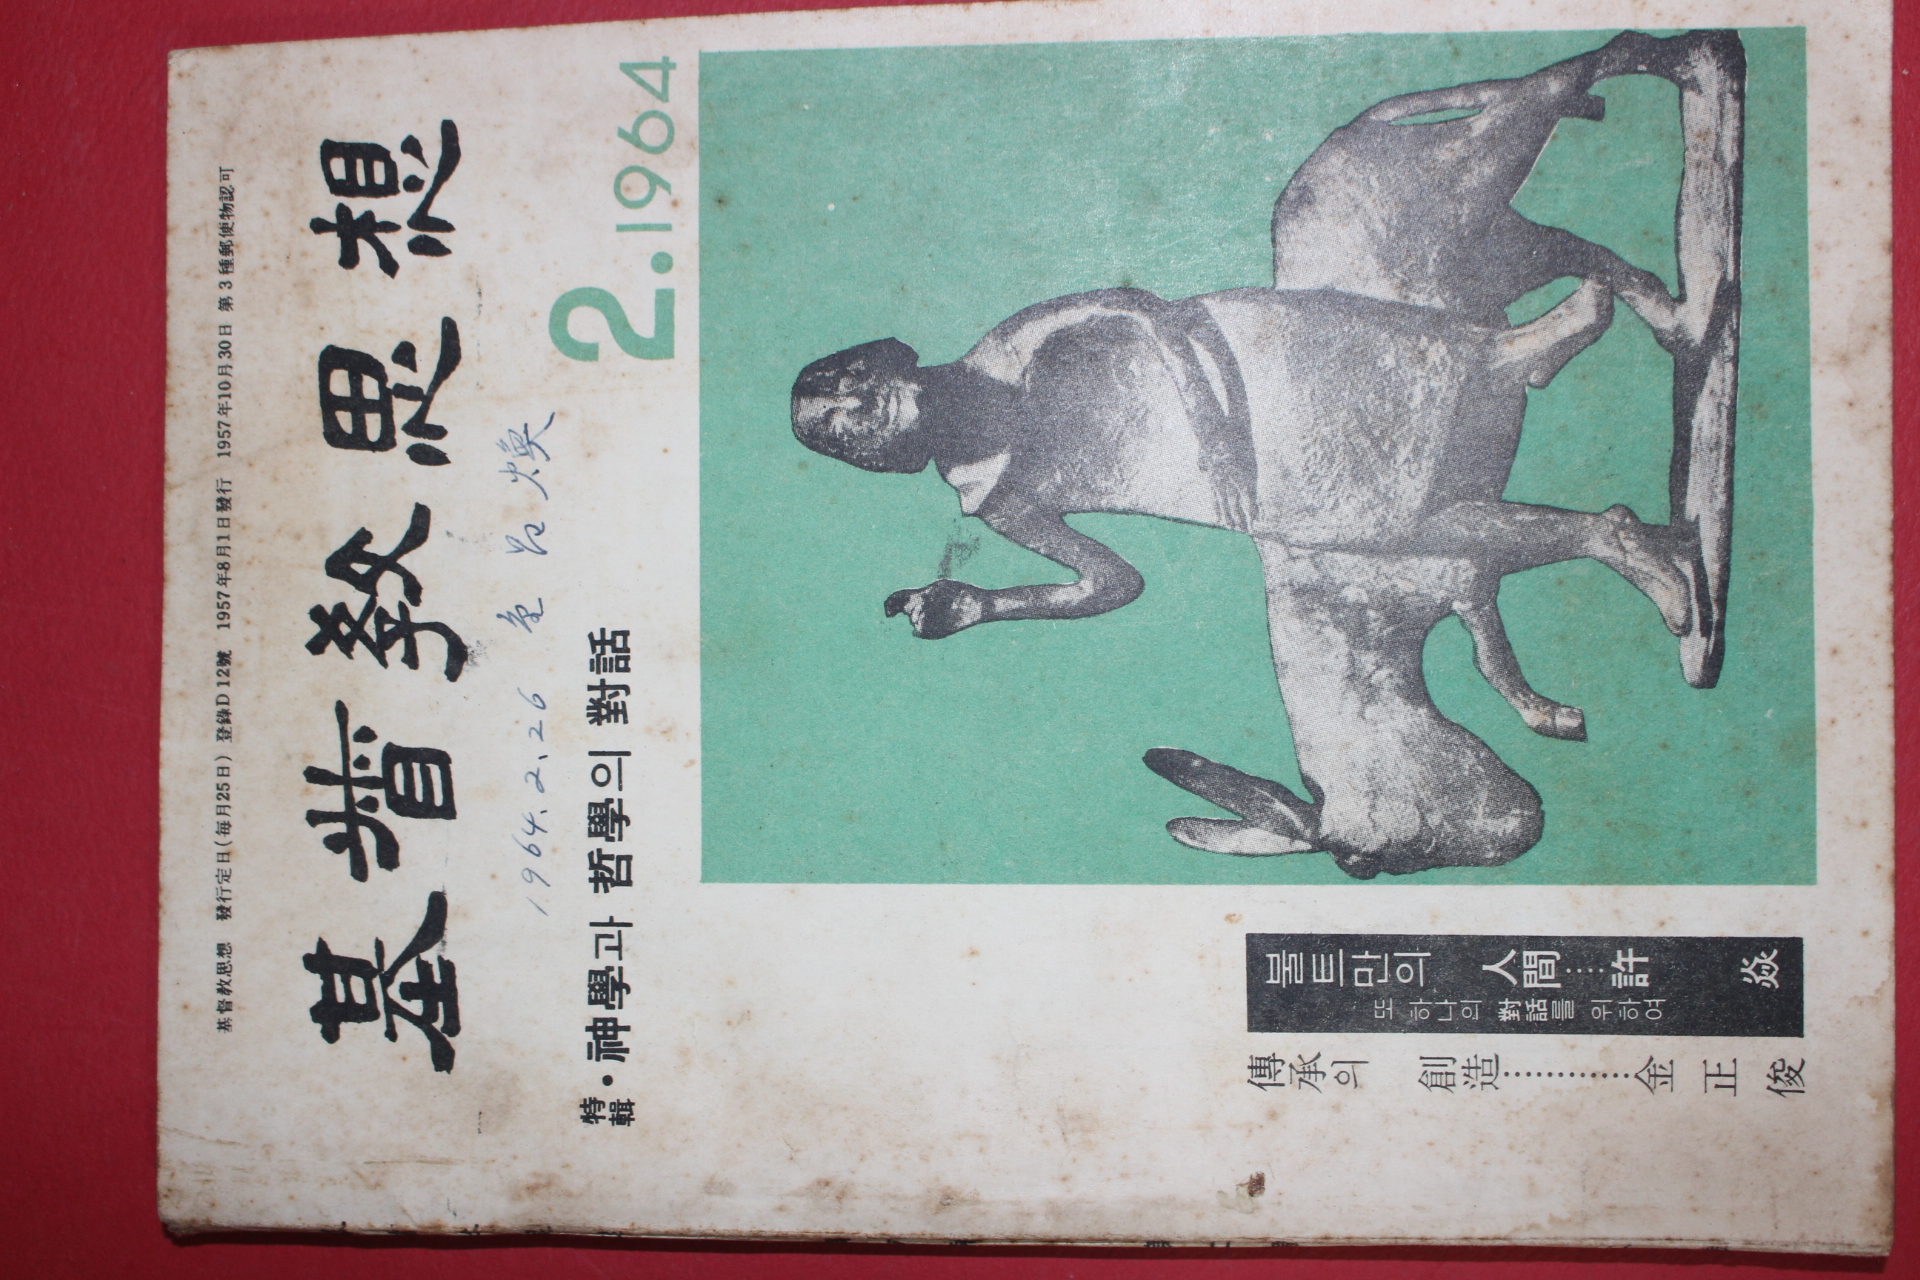 基督教思想 發行定日(每月25日) 登錄D12號 1957年8月1日發行 1957年10月30日 第3種郵便物認可
基督敎思想
1964.2.26
特輯・神學과 哲學의 對話
2.1964
불트만의 人間……許焱
또 하나의 對話를 위하여
傳承의 創造…………金正俊